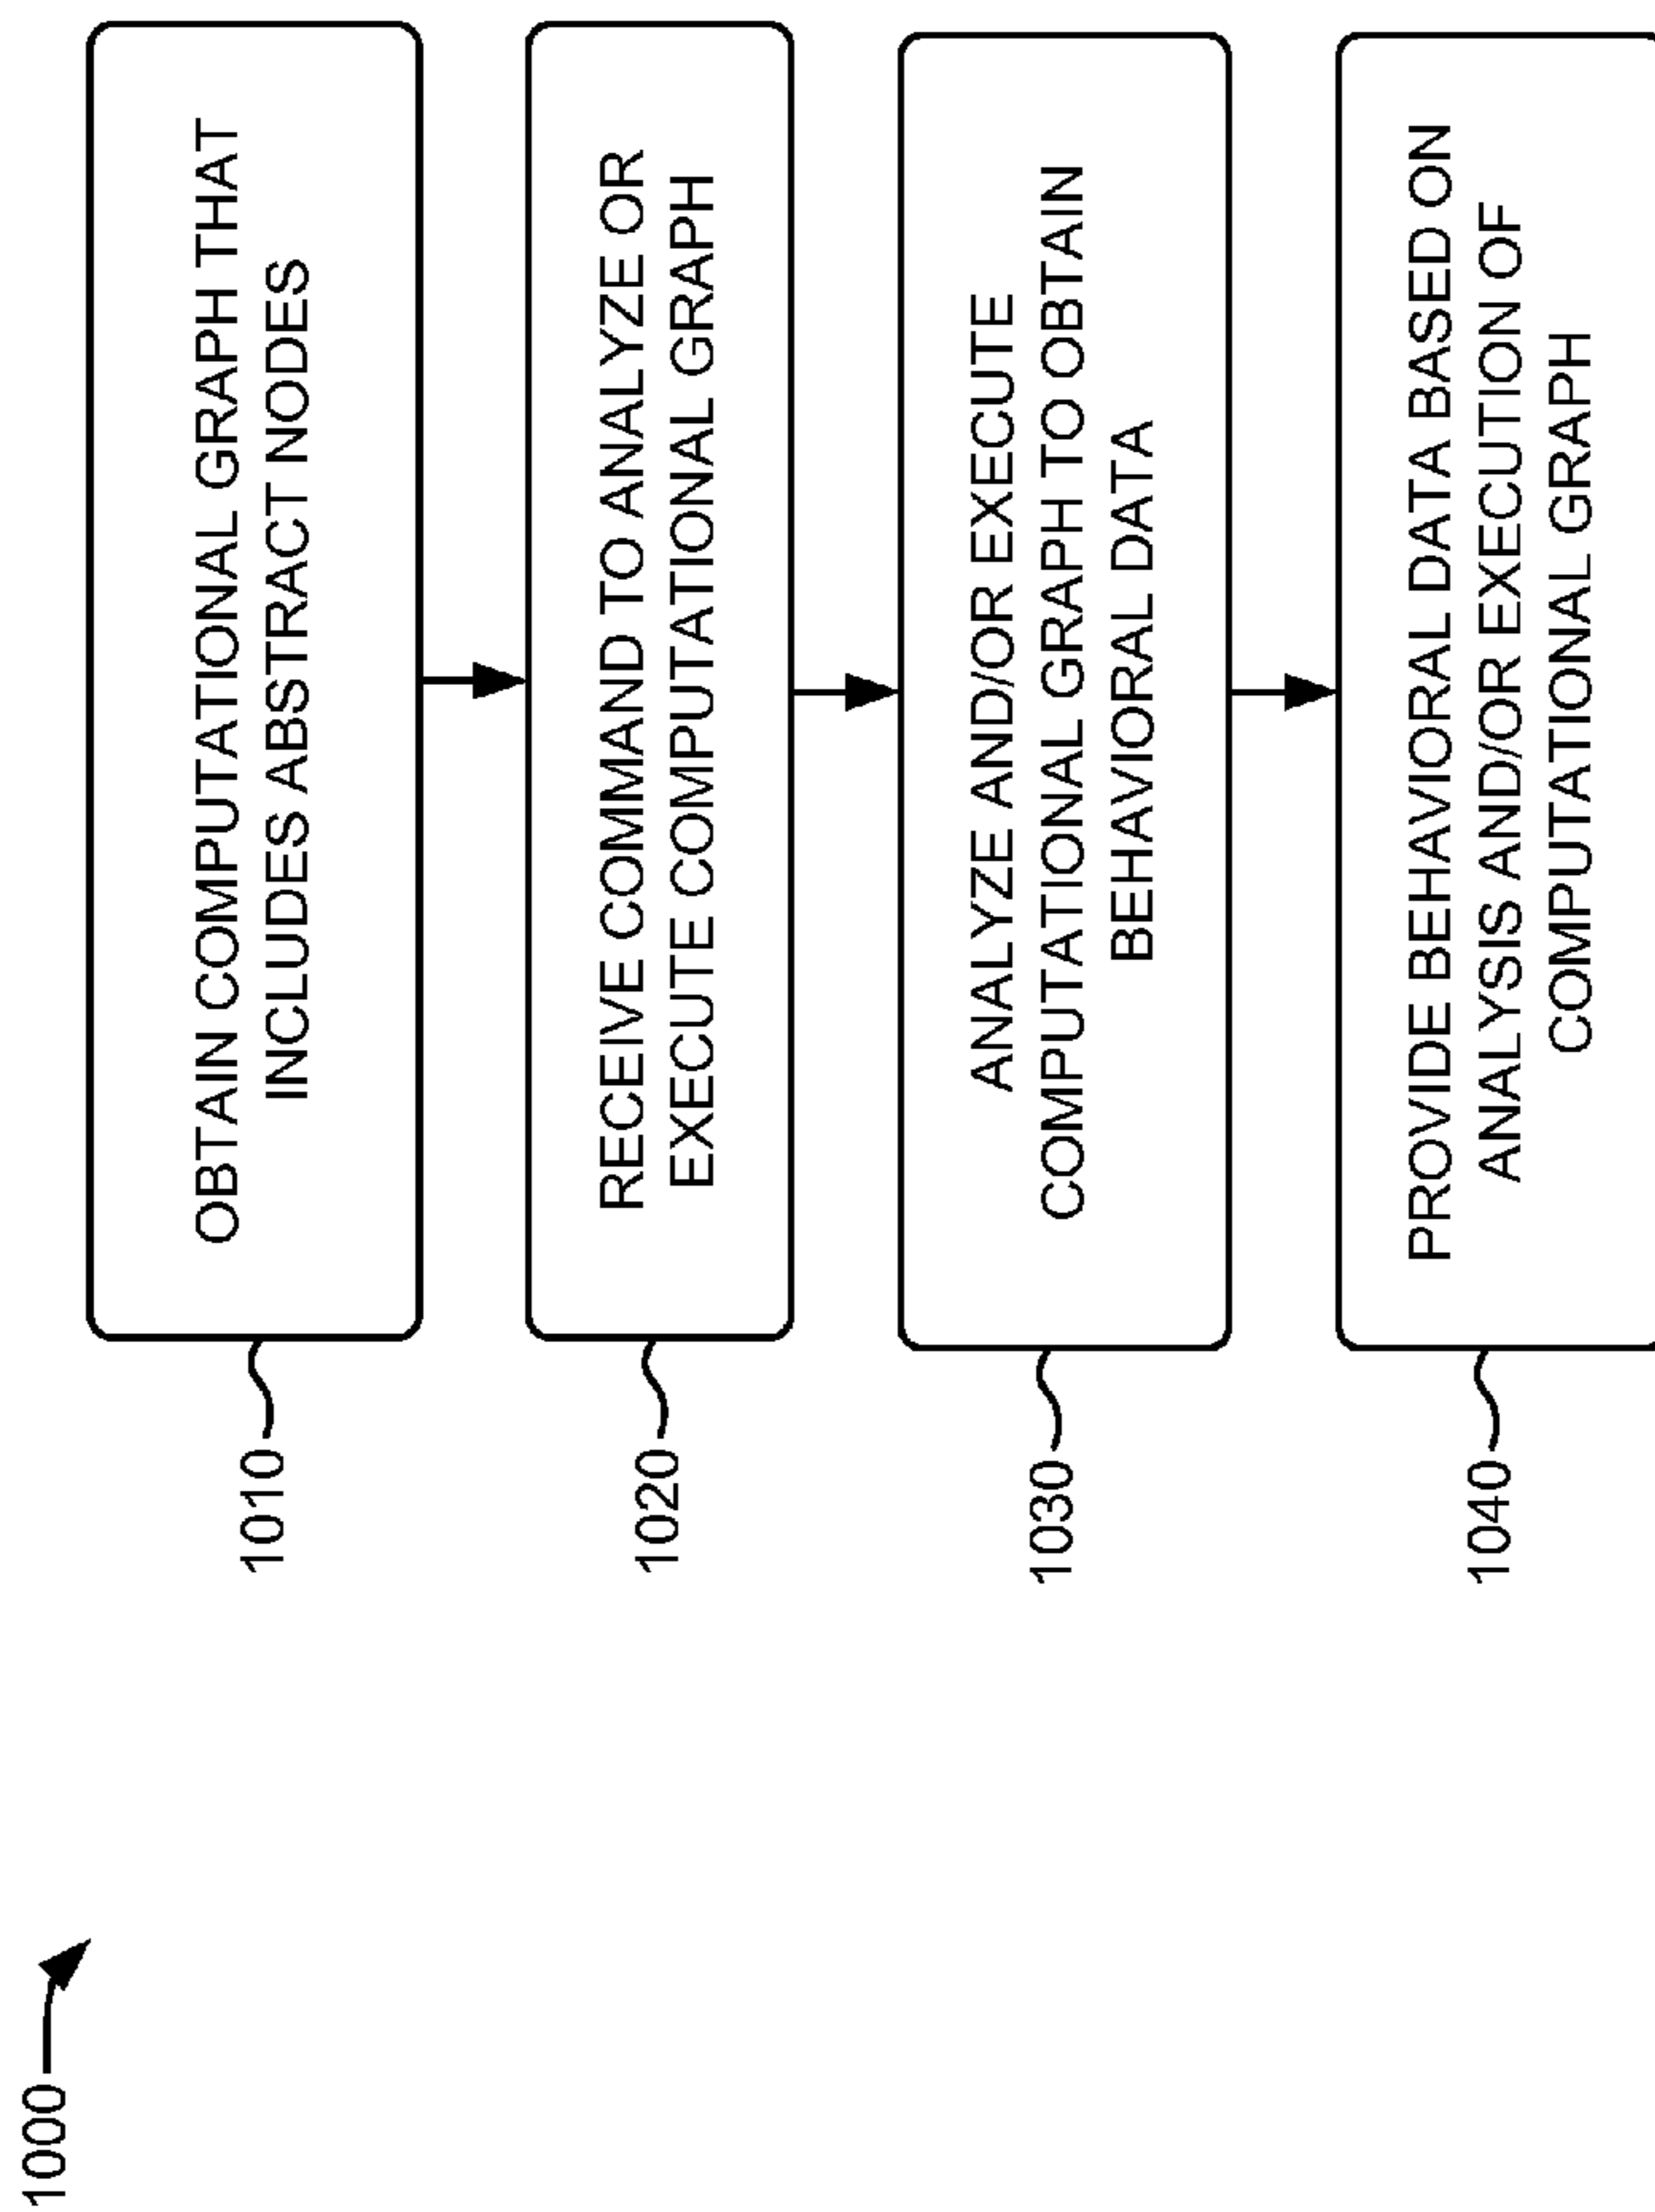 1000
1010
OBTAIN COMPUTATIONAL GRAPH THAT
INCLUDES ABSTRACT NODES
1020
RECEIVE COMMAND TO ANALYZE OR
EXECUTE COMPUTATIONAL GRAPH
1030
ANALYZE AND/OR EXECUTE
COMPUTATIONAL GRAPH TO OBTAIN
BEHAVIORAL DATA
1040
PROVIDE BEHAVIORAL DATA BASED ON
ANALYSIS AND/OR EXECUTION OF
COMPUTATIONAL GRAPH